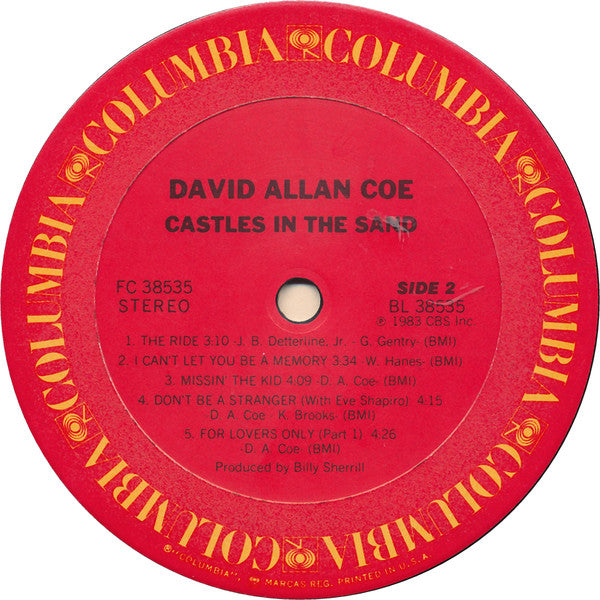 COLUMBIA COLUMBIA COLUMBIA COLUMBIA COLUMBIA COLUMBIA
DAVID ALLAN COE
CASTLES IN THE SAND
FC 38535
STEREO
SIDE 2
BL 38535
℗ 1983 CBS Inc.
1. THE RIDE 3:10 -J. B. Detterline, Jr. - G. Gentry- (BMI)
2. I CAN'T LET YOU BE A MEMORY 3:34 -W. Hanes- (BMI)
3. MISSIN' THE KID 4:09 -D. A. Coe- (BMI)
4. DON'T BE A STRANGER (With Eve Shapiro) 4:15
-D. A. Coe - K. Brooks- (BMI)
5. FOR LOVERS ONLY (Part 1) 4:26
-D. A. Coe- (BMI)
Produced by Billy Sherrill
®"COLUMBIA", MARCAS REG. PRINTED IN U.S.A.